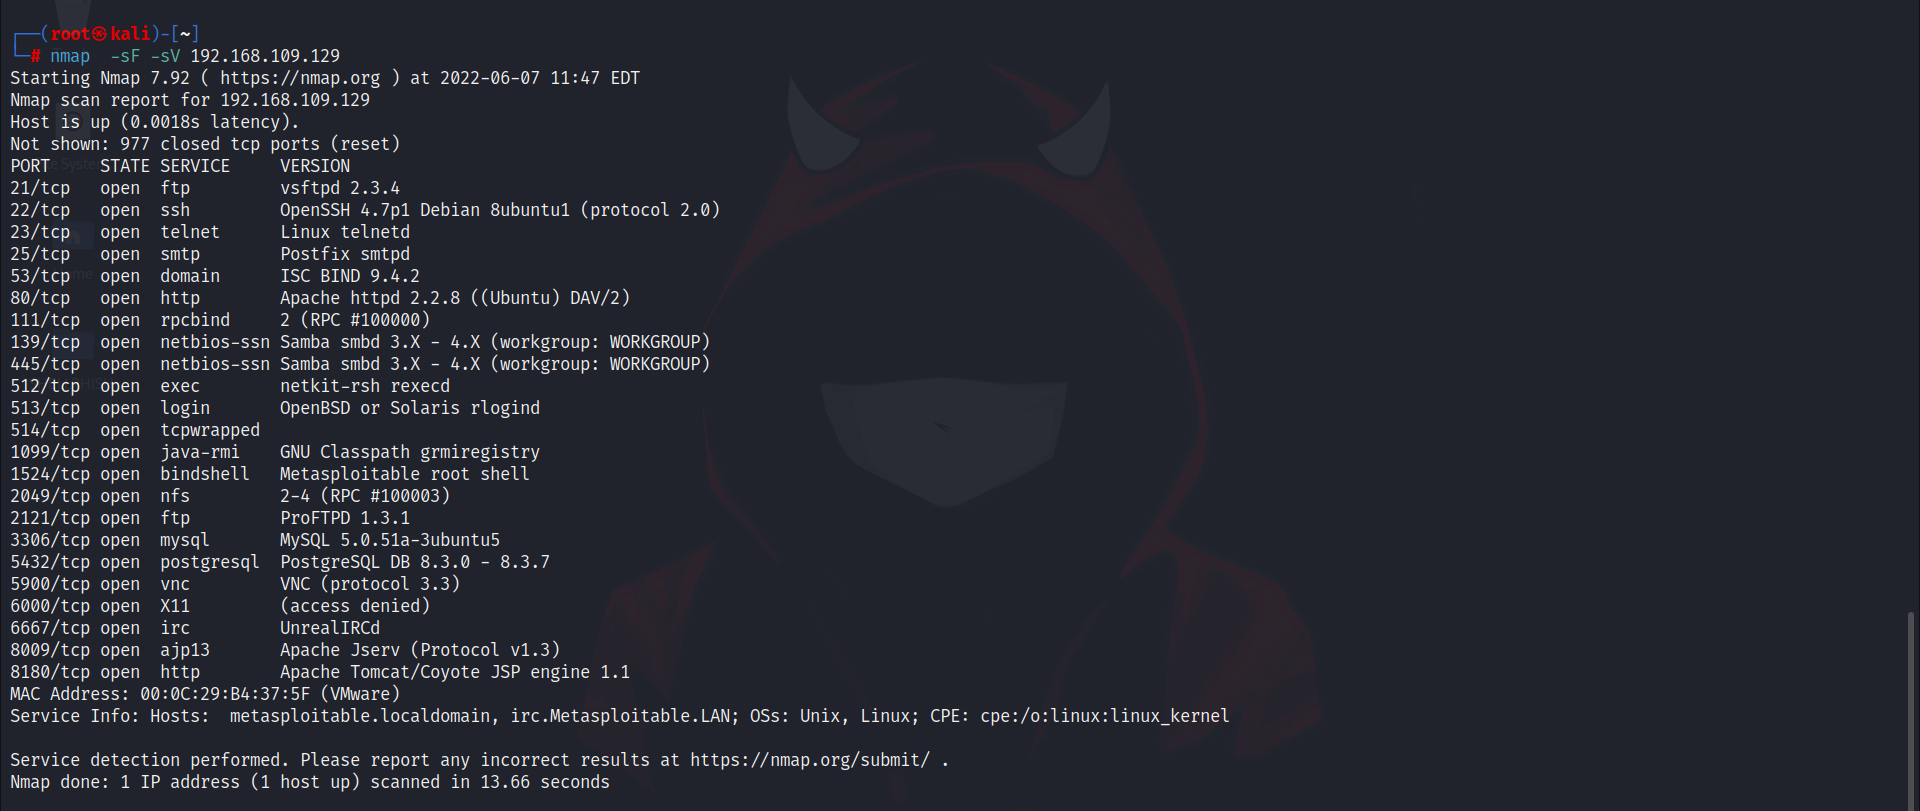 ┌──(root㉿kali)-[~]
└─# nmap  -sF -sV 192.168.109.129
Starting Nmap 7.92 ( https://nmap.org ) at 2022-06-07 11:47 EDT
Nmap scan report for 192.168.109.129
Host is up (0.0018s latency).
Not shown: 977 closed tcp ports (reset)
PORT     STATE SERVICE     VERSION
21/tcp   open  ftp         vsftpd 2.3.4
22/tcp   open  ssh         OpenSSH 4.7p1 Debian 8ubuntu1 (protocol 2.0)
23/tcp   open  telnet      Linux telnetd
25/tcp   open  smtp        Postfix smtpd
53/tcp   open  domain      ISC BIND 9.4.2
80/tcp   open  http        Apache httpd 2.2.8 ((Ubuntu) DAV/2)
111/tcp  open  rpcbind     2 (RPC #100000)
139/tcp  open  netbios-ssn Samba smbd 3.X - 4.X (workgroup: WORKGROUP)
445/tcp  open  netbios-ssn Samba smbd 3.X - 4.X (workgroup: WORKGROUP)
512/tcp  open  exec        netkit-rsh rexecd
513/tcp  open  login       OpenBSD or Solaris rlogind
514/tcp  open  tcpwrapped
1099/tcp open  java-rmi    GNU Classpath grmiregistry
1524/tcp open  bindshell   Metasploitable root shell
2049/tcp open  nfs         2-4 (RPC #100003)
2121/tcp open  ftp         ProFTPD 1.3.1
3306/tcp open  mysql       MySQL 5.0.51a-3ubuntu5
5432/tcp open  postgresql  PostgreSQL DB 8.3.0 - 8.3.7
5900/tcp open  vnc         VNC (protocol 3.3)
6000/tcp open  X11         (access denied)
6667/tcp open  irc         UnrealIRCd
8009/tcp open  ajp13       Apache Jserv (Protocol v1.3)
8180/tcp open  http        Apache Tomcat/Coyote JSP engine 1.1
MAC Address: 00:0C:29:B4:37:5F (VMware)
Service Info: Hosts:  metasploitable.localdomain, irc.Metasploitable.LAN; OSs: Unix, Linux; CPE: cpe:/o:linux:linux_kernel

Service detection performed. Please report any incorrect results at https://nmap.org/submit/ .
Nmap done: 1 IP address (1 host up) scanned in 13.66 seconds